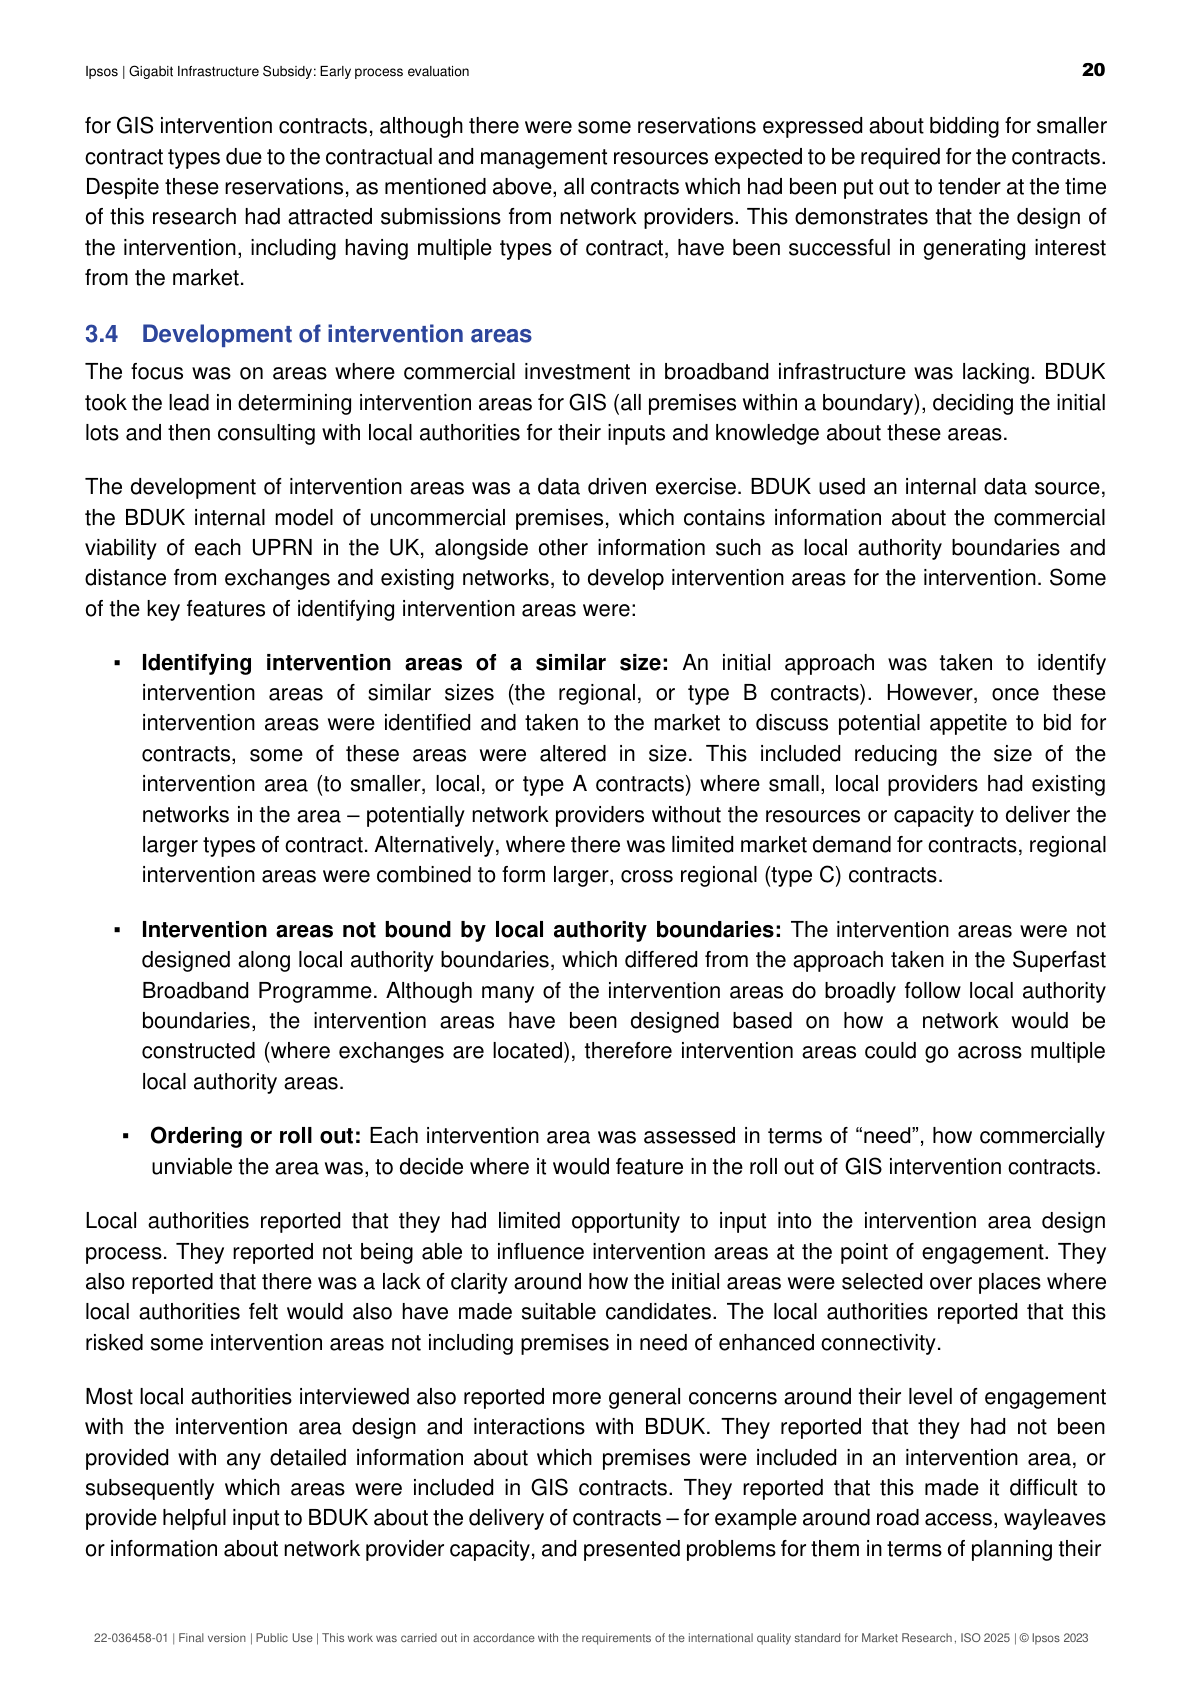 Ipsos | Gigabit Infrastructure Subsidy: Early process evaluation 20
for GIS intervention contracts, although there were some reservations expressed about bidding for smaller
contract types due to the contractual and management resources expected to be required for the contracts.
Despite these reservations, as mentioned above, all contracts which had been put out to tender at the time
of this research had attracted submissions from network providers. This demonstrates that the design of
the intervention, including having multiple types of contract, have been successful in generating interest
from the market.
3.4 Development of intervention areas
The focus was on areas where commercial investment in broadband infrastructure was lacking. BDUK
took the lead in determining intervention areas for GIS (all premises within a boundary), deciding the initial
lots and then consulting with local authorities for their inputs and knowledge about these areas.
The development of intervention areas was a data driven exercise. BDUK used an internal data source,
the BDUK internal model of uncommercial premises, which contains information about the commercial
viability of each UPRN in the UK, alongside other information such as local authority boundaries and
distance from exchanges and existing networks, to develop intervention areas for the intervention. Some
of the key features of identifying intervention areas were:
▪ Identifying intervention areas of a similar size: An initial approach was taken to identify
intervention areas of similar sizes (the regional, or type B contracts). However, once these
intervention areas were identified and taken to the market to discuss potential appetite to bid for
contracts, some of these areas were altered in size. This included reducing the size of the
intervention area (to smaller, local, or type A contracts) where small, local providers had existing
networks in the area – potentially network providers without the resources or capacity to deliver the
larger types of contract. Alternatively, where there was limited market demand for contracts, regional
intervention areas were combined to form larger, cross regional (type C) contracts.
▪ Intervention areas not bound by local authority boundaries: The intervention areas were not
designed along local authority boundaries, which differed from the approach taken in the Superfast
Broadband Programme. Although many of the intervention areas do broadly follow local authority
boundaries, the intervention areas have been designed based on how a network would be
constructed (where exchanges are located), therefore intervention areas could go across multiple
local authority areas.
▪ Ordering or roll out: Each intervention area was assessed in terms of “need”, how commercially
unviable the area was, to decide where it would feature in the roll out of GIS intervention contracts.
Local authorities reported that they had limited opportunity to input into the intervention area design
process. They reported not being able to influence intervention areas at the point of engagement. They
also reported that there was a lack of clarity around how the initial areas were selected over places where
local authorities felt would also have made suitable candidates. The local authorities reported that this
risked some intervention areas not including premises in need of enhanced connectivity.
Most local authorities interviewed also reported more general concerns around their level of engagement
with the intervention area design and interactions with BDUK. They reported that they had not been
provided with any detailed information about which premises were included in an intervention area, or
subsequently which areas were included in GIS contracts. They reported that this made it difficult to
provide helpful input to BDUK about the delivery of contracts – for example around road access, wayleaves
or information about network provider capacity, and presented problems for them in terms of planning their
22-036458-01 | Final version | Public Use | This work was carried out in accordance with the requirements of the international quality standard for Market Research, ISO 2025 | © Ipsos 2023